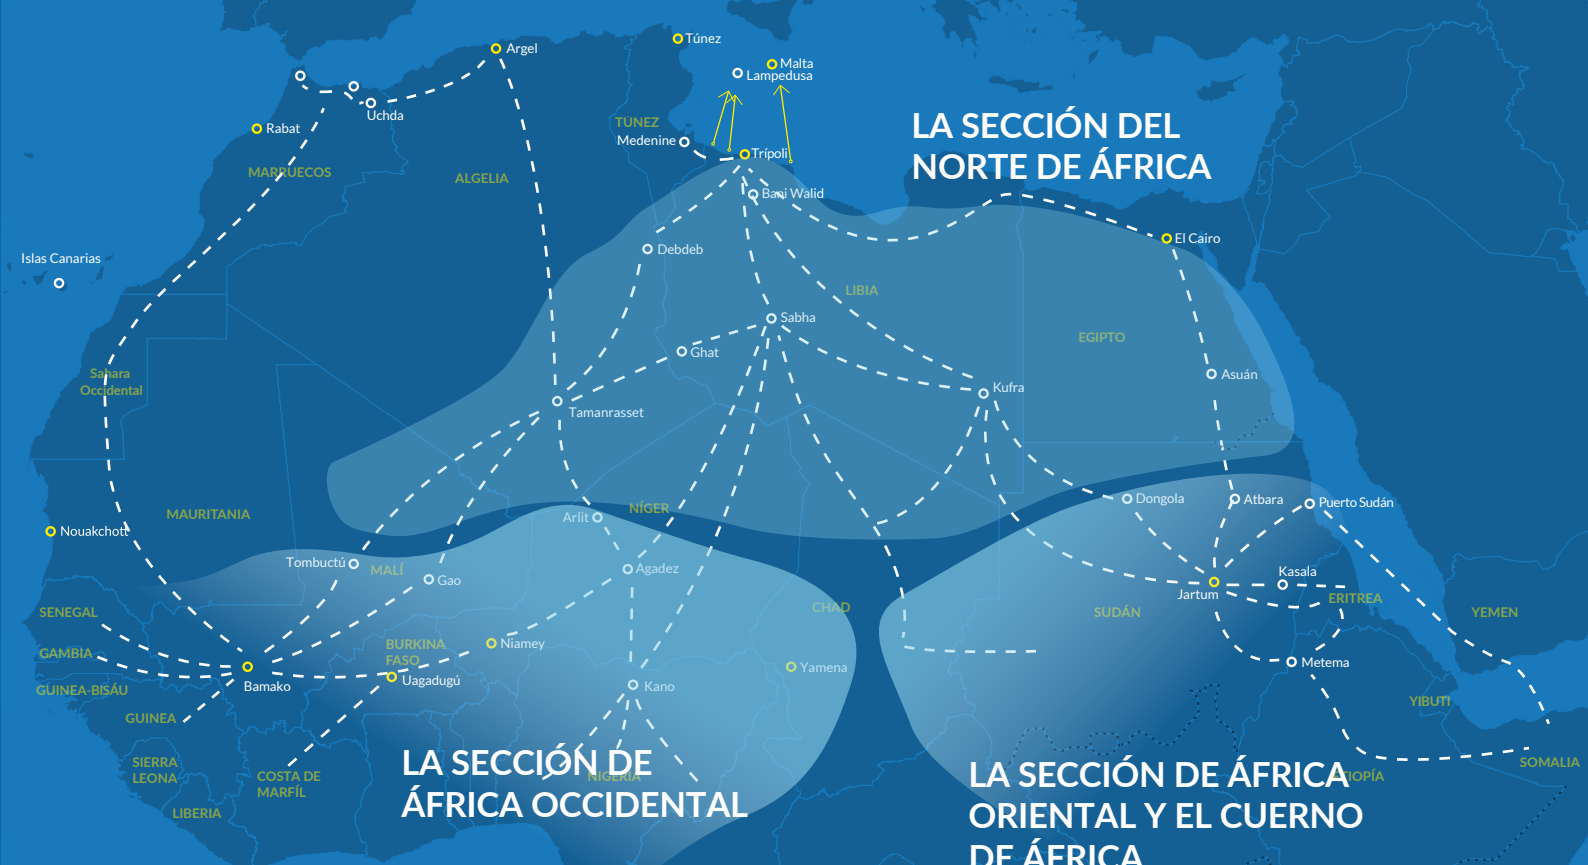 Túnez
Argel
Malta
Lampedusa
Uchda
Rabat
TÚNEZ
Medenine
Trípoli
LA SECCIÓN DEL
NORTE DE ÁFRICA
MARRUECOS
ALGELIA
Bani Walid
El Cairo
Debdeb
Islas Canarias
LIBIA
Sabha
EGIPTO
Ghat
Sahara
Occidental
Asuán
Kufra
Tamanrasset
Dongola
Atbara
Puerto Sudán
MAURITANIA
NÍGER
Arlit
Nouakchott
Tombuctú
MALÍ
Gao
Agadez
Kasala
Jartum
ERITREA
SENEGAL
CHAD
SUDÁN
YEMEN
GAMBIA
BURKINA
FASO
Niamey
Metema
Yamena
GUINEA-BISÁU
Bamako
Uagadugú
Kano
YIBUTI
GUINEA
SIERRA
LEONA
COSTA DE
MARFÍL
LA SECCIÓN DE
ÁFRICA OCCIDENTAL
NIGERIA
LA SECCIÓN DE ÁFRICA
ORIENTAL Y EL CUERNO
DE ÁFRICA
ETIOPÍA
SOMALIA
LIBERIA